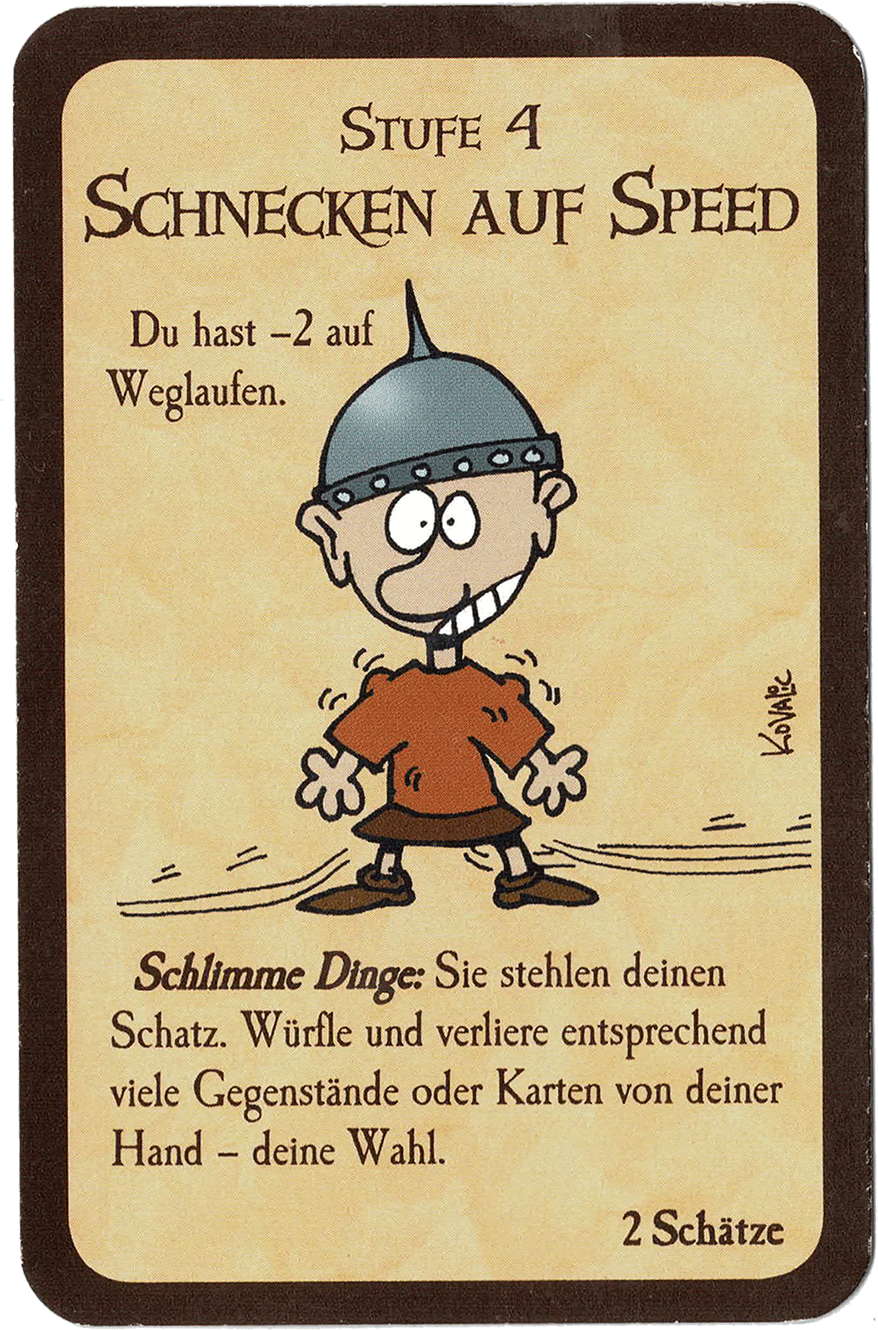 Stufe 4
Schnecken auf Speed
Du hast –2 auf
Weglaufen.
Kovalic
Schlimme Dinge: Sie stehlen deinen
Schatz. Würfle und verliere entsprechend
viele Gegenstände oder Karten von deiner
Hand – deine Wahl.
2 Schätze